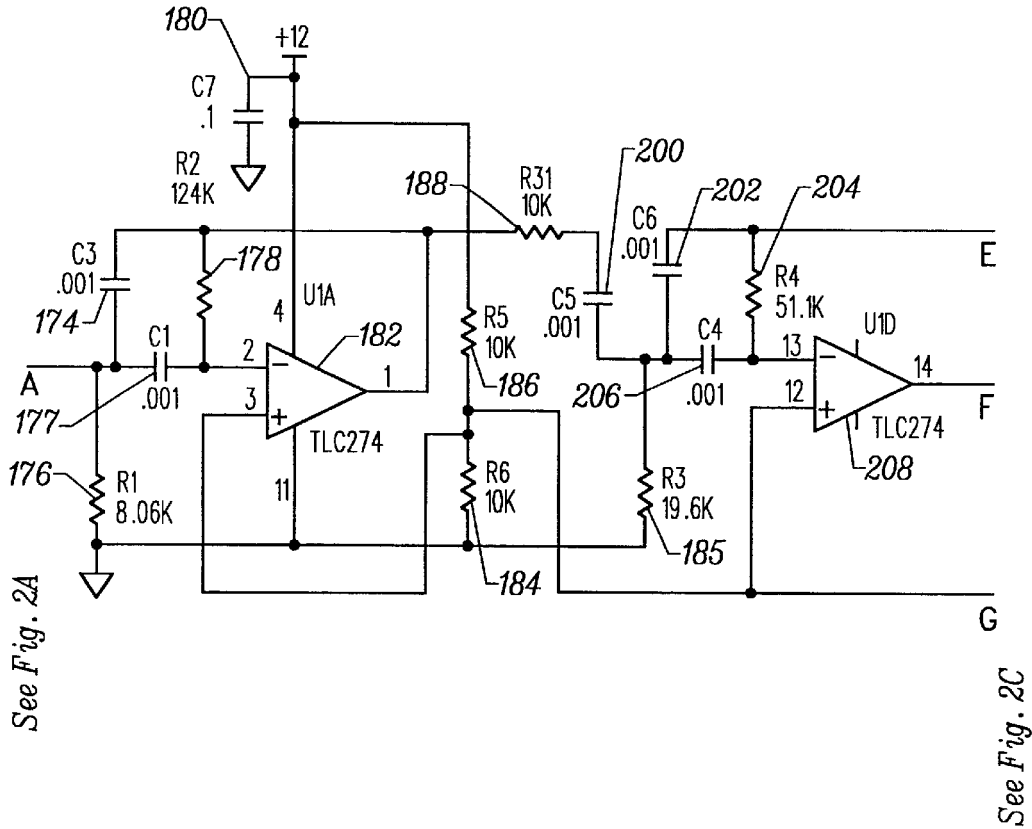 180
+12
C7
.1
R2
124K
188
R31
10K
200
202
204
C3
.001
174
178
U1A
4
C6
.001
R4
51.1K
E
C5
.001
R5
10K
186
U1D
C1
.001
2
-
182
1
C4
.001
13
-
14
A
177
3
+
TLC274
206
12
+
F
TLC274
208
176
R1
8.06K
11
R6
10K
184
R3
19.6K
185
G
See Fig. 2A
See Fig. 2C